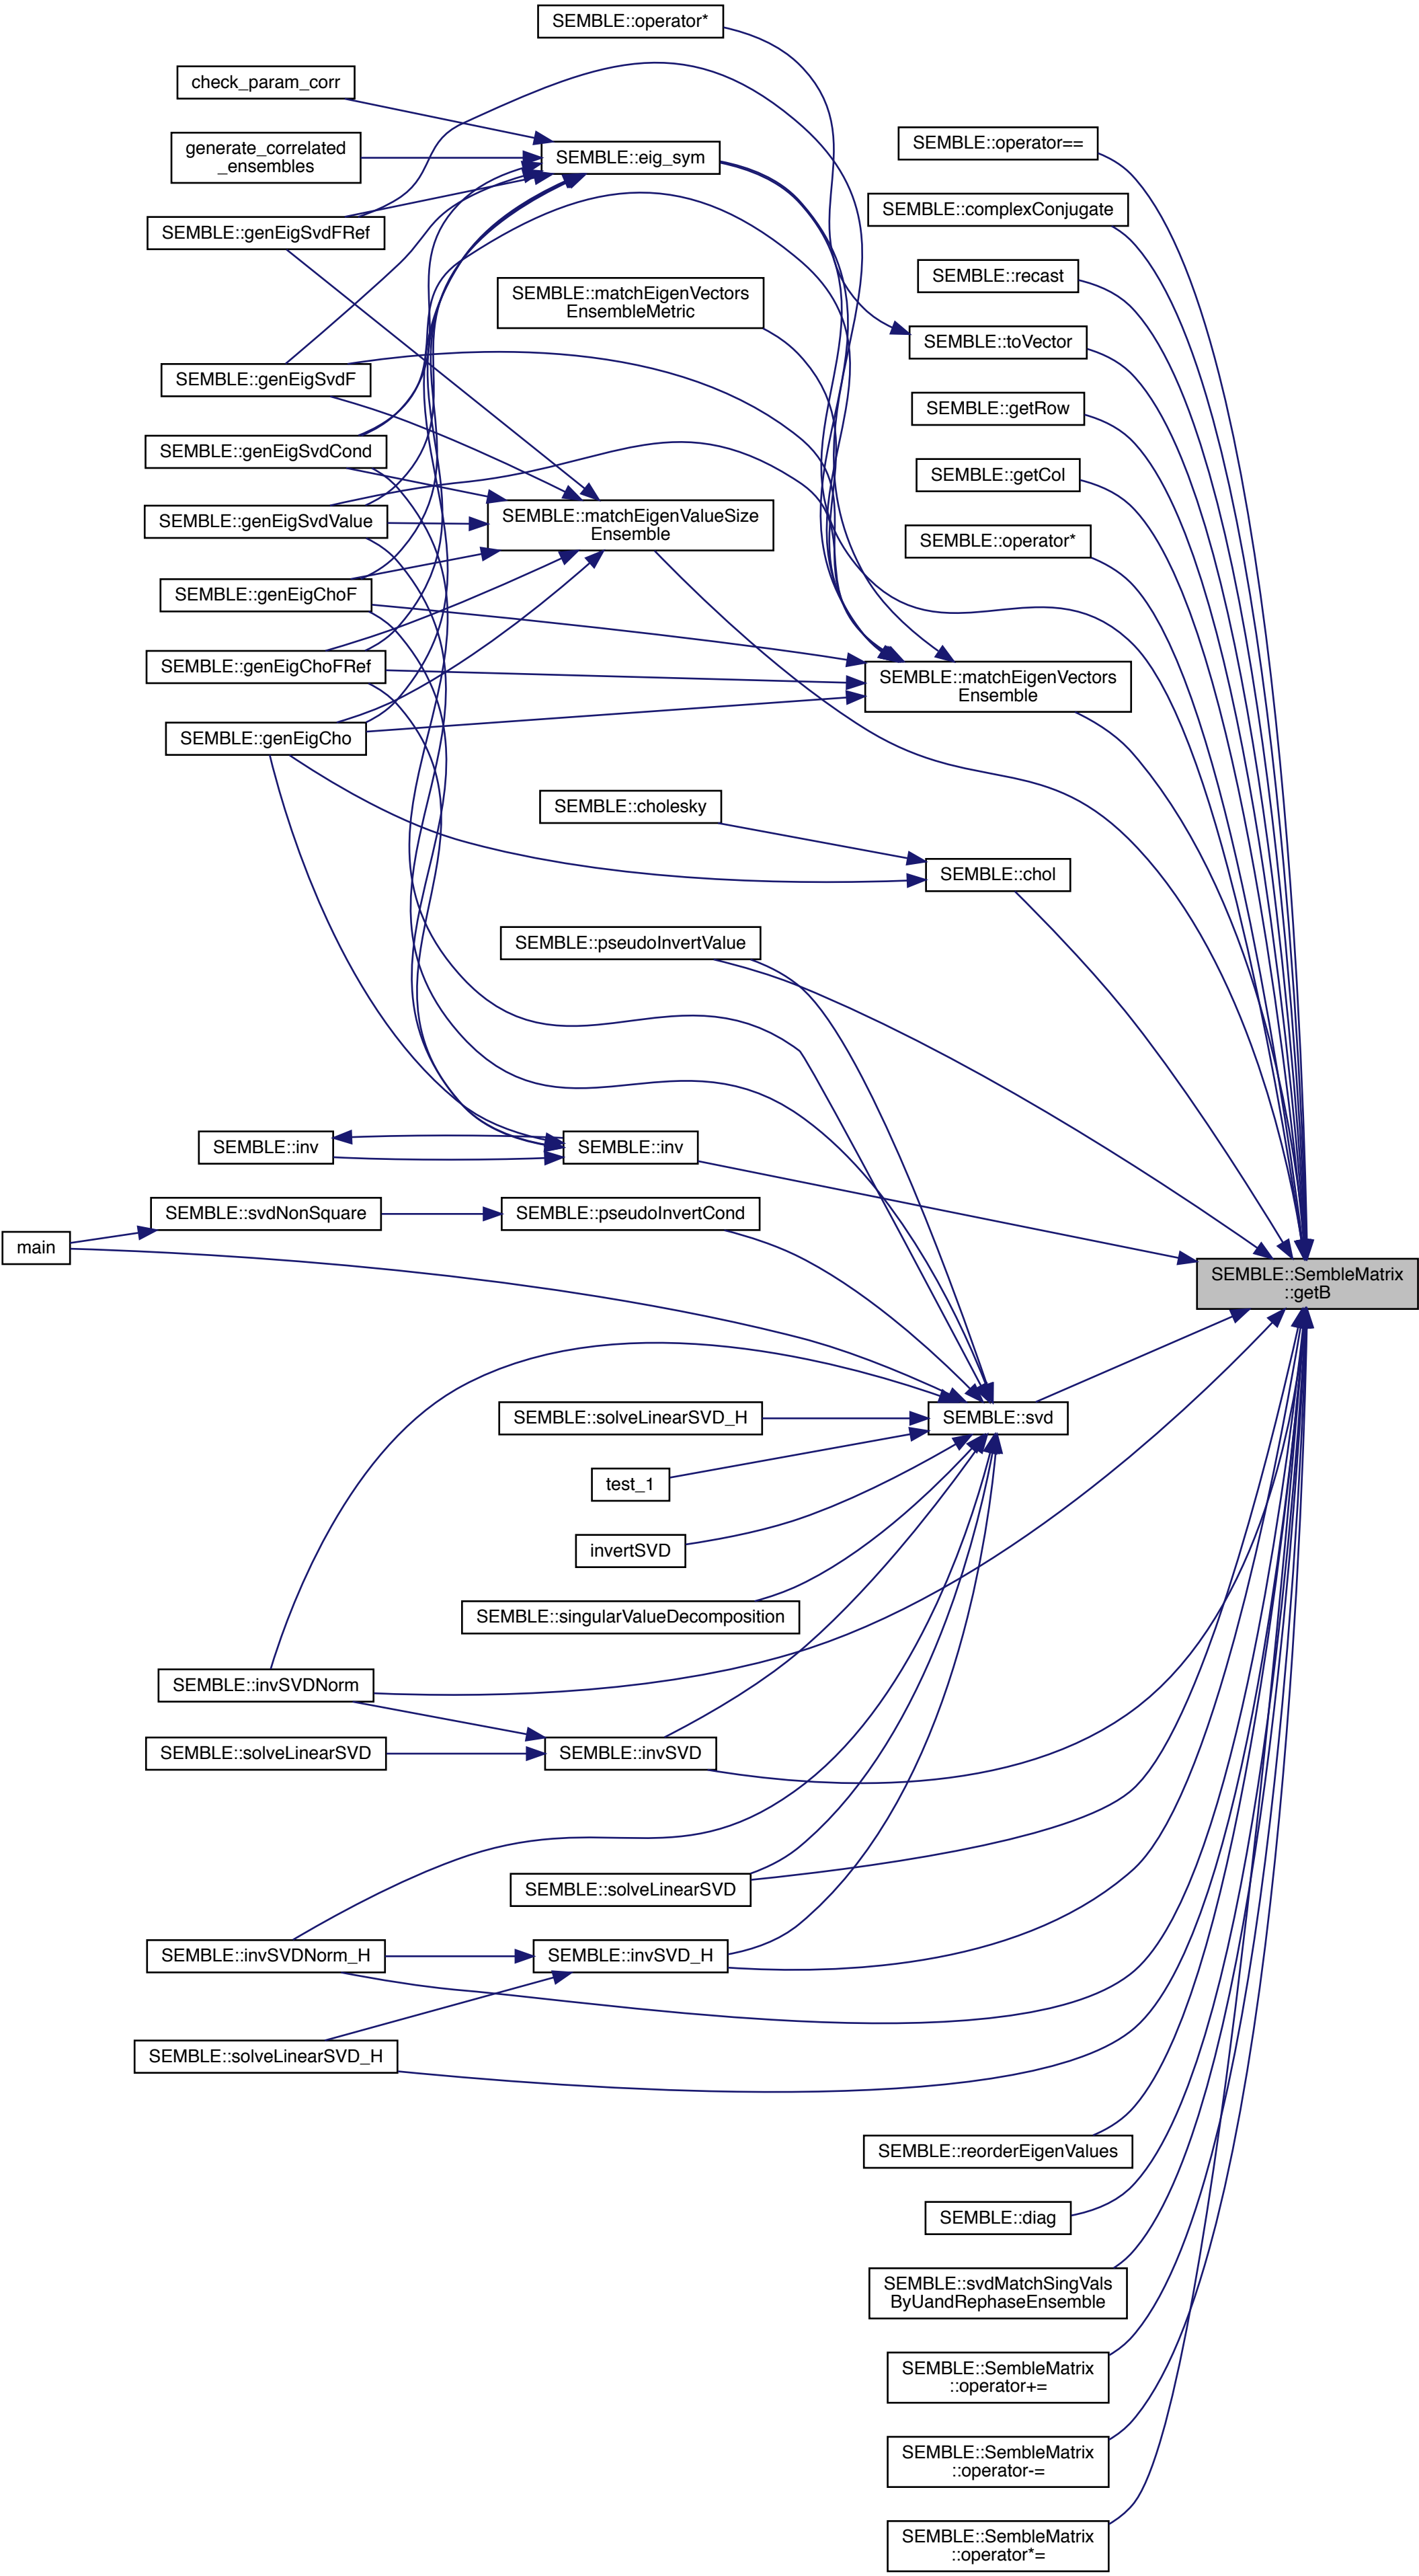 SEMBLE::operator*
check_param_corr
generate_correlated
_ensembles
SEMBLE::eig_sym
SEMBLE::operator==
SEMBLE::complexConjugate
SEMBLE::genEigSvdFRef
SEMBLE::recast
SEMBLE::matchEigenVectors
EnsembleMetric
SEMBLE::toVector
SEMBLE::genEigSvdF
SEMBLE::getRow
SEMBLE::genEigSvdCond
SEMBLE::getCol
SEMBLE::genEigSvdValue
SEMBLE::matchEigenValueSize
Ensemble
SEMBLE::operator*
SEMBLE::genEigChoF
SEMBLE::genEigChoFRef
SEMBLE::matchEigenVectors
Ensemble
SEMBLE::genEigCho
SEMBLE::cholesky
SEMBLE::chol
SEMBLE::pseudoInvertValue
SEMBLE::inv
SEMBLE::inv
SEMBLE::svdNonSquare
SEMBLE::pseudoInvertCond
main
SEMBLE::SembleMatrix
::getB
SEMBLE::solveLinearSVD_H
SEMBLE::svd
test_1
invertSVD
SEMBLE::singularValueDecomposition
SEMBLE::invSVDNorm
SEMBLE::solveLinearSVD
SEMBLE::invSVD
SEMBLE::solveLinearSVD
SEMBLE::invSVDNorm_H
SEMBLE::invSVD_H
SEMBLE::solveLinearSVD_H
SEMBLE::reorderEigenValues
SEMBLE::diag
SEMBLE::svdMatchSingVals
ByUandRephaseEnsemble
SEMBLE::SembleMatrix
::operator+=
SEMBLE::SembleMatrix
::operator-=
SEMBLE::SembleMatrix
::operator*=